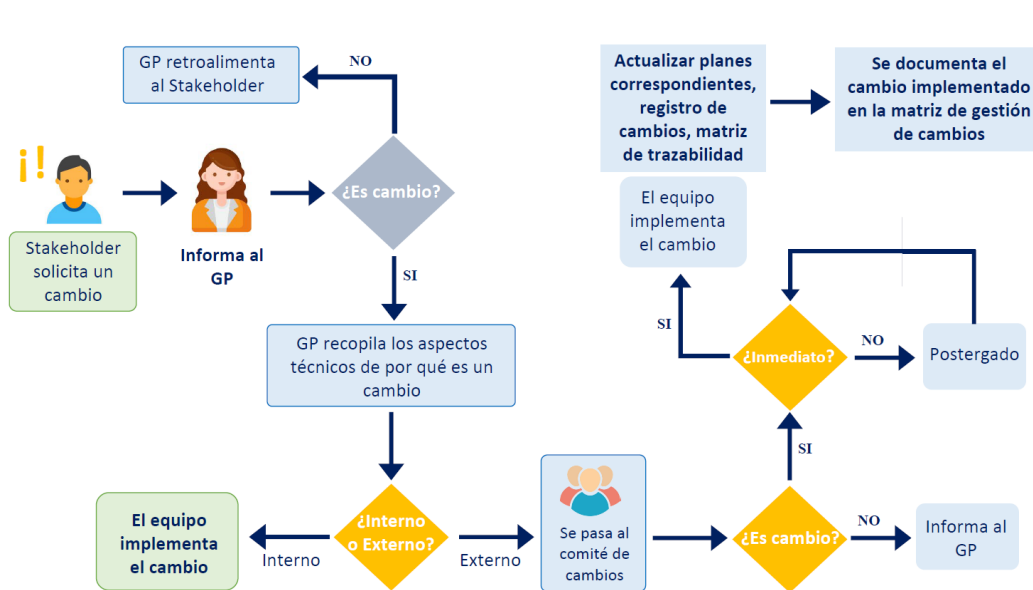 GP retroalimenta
al Stakeholder
NO
¿Es cambio?
¡!
Stakeholder
solicita un
cambio
Informa al
GP
SI
GP recopila los aspectos
técnicos de por qué es un
cambio
¿Interno
o Externo?
Interno
El equipo
implementa
el cambio
Externo
Se pasa al
comité de
cambios
¿Es cambio?
NO
Informa al
GP
SI
¿Inmediato?
NO
Postergado
SI
El equipo
implementa
el cambio
Actualizar planes
correspondientes,
registro de
cambios, matriz
de trazabilidad
Se documenta el
cambio implementado
en la matriz de gestión
de cambios